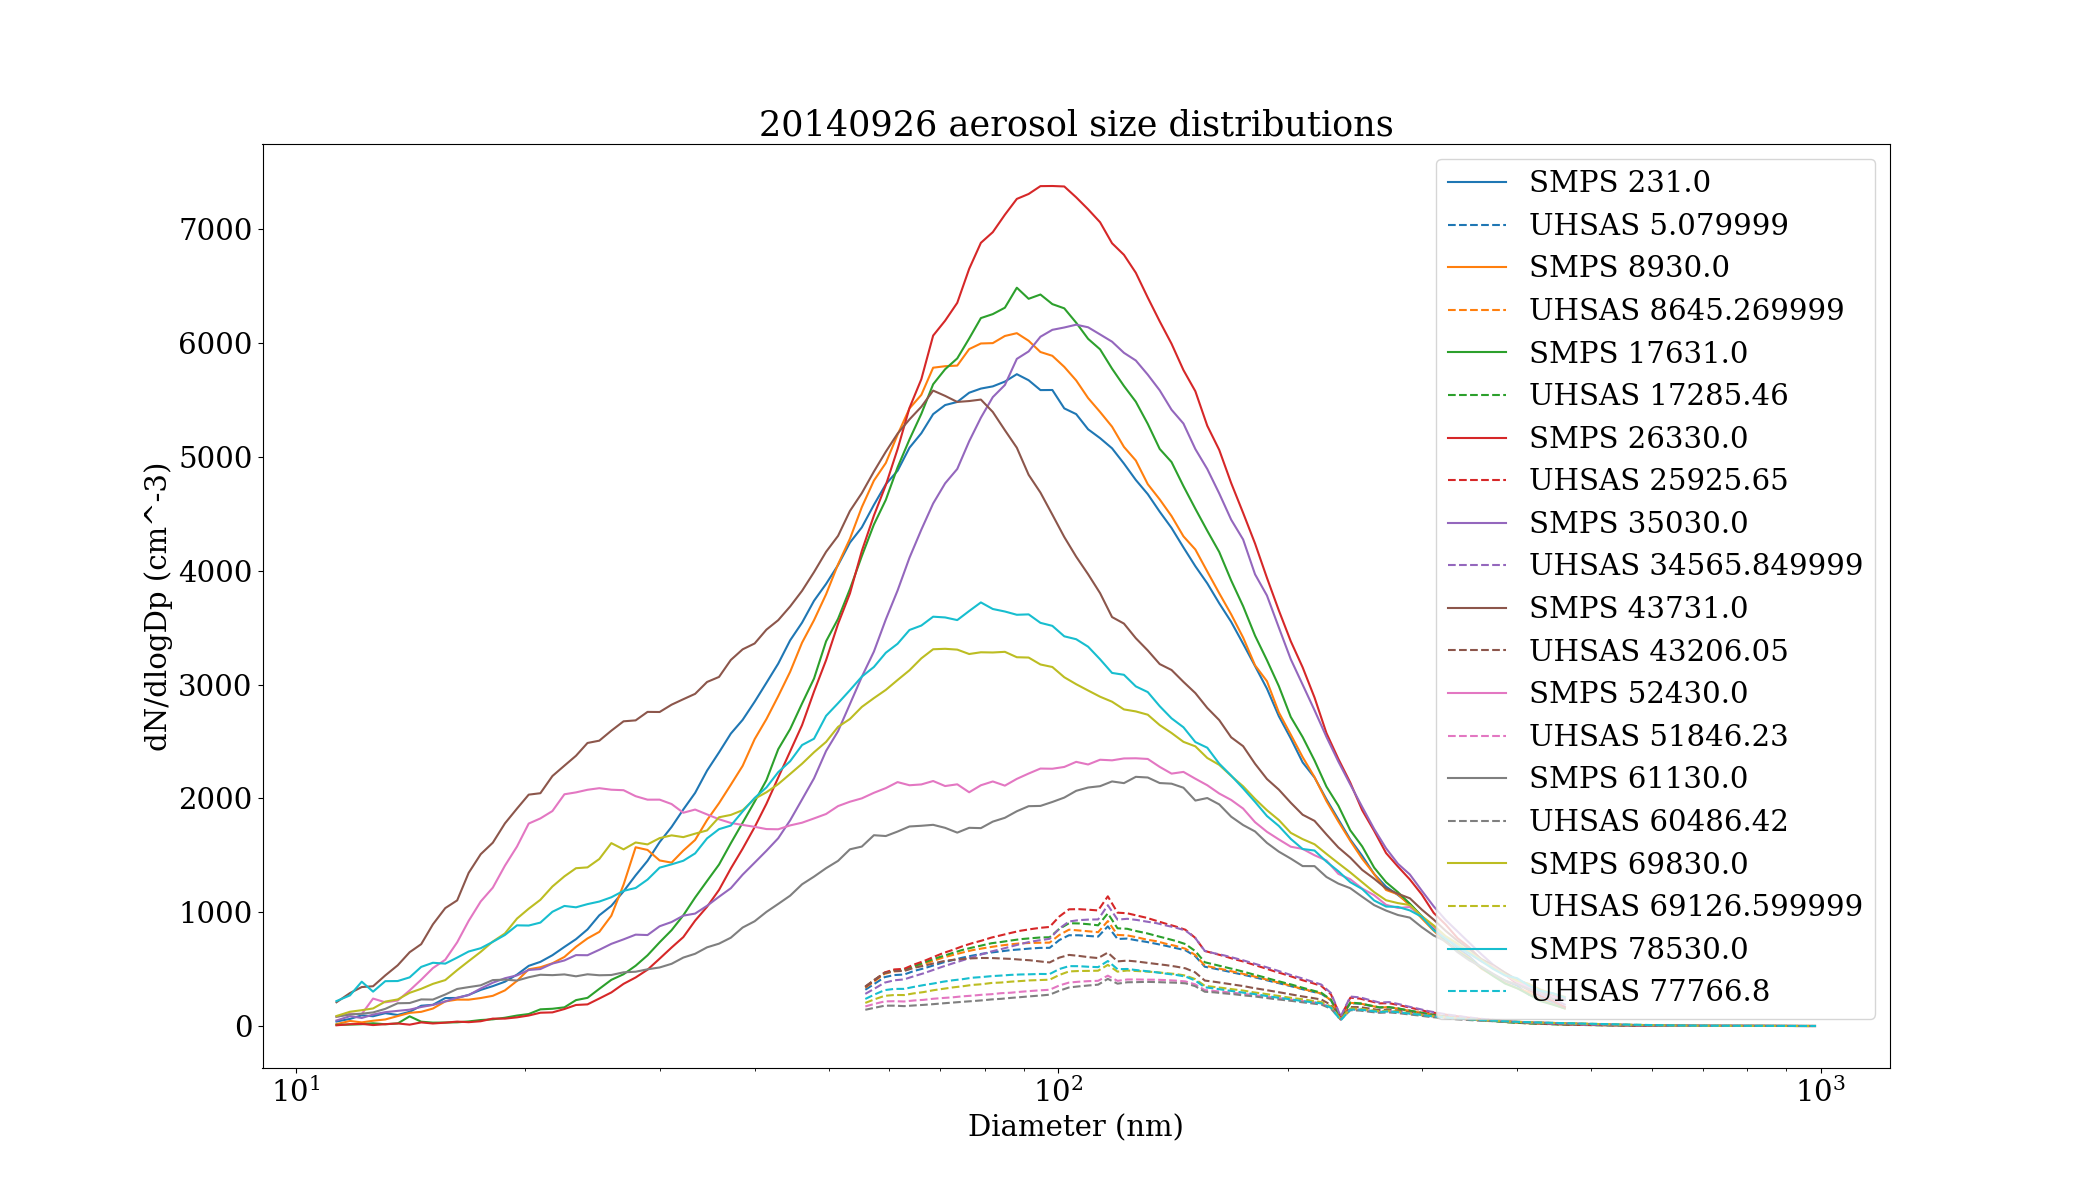 20140926 aerosol size distributions
dN/dlogDp (cm^-3)
7000
6000
5000
4000
3000
2000
1000
0
SMPS 231.0
UHSAS 5.079999
SMPS 8930.0
UHSAS 8645.269999
SMPS 17631.0
UHSAS 17285.46
SMPS 26330.0
UHSAS 25925.65
SMPS 35030.0
UHSAS 34565.849999
SMPS 43731.0
UHSAS 43206.05
SMPS 52430.0
UHSAS 51846.23
SMPS 61130.0
UHSAS 60486.42
SMPS 69830.0
UHSAS 69126.599999
SMPS 78530.0
UHSAS 77766.8
10¹ 10² 10³
Diameter (nm)